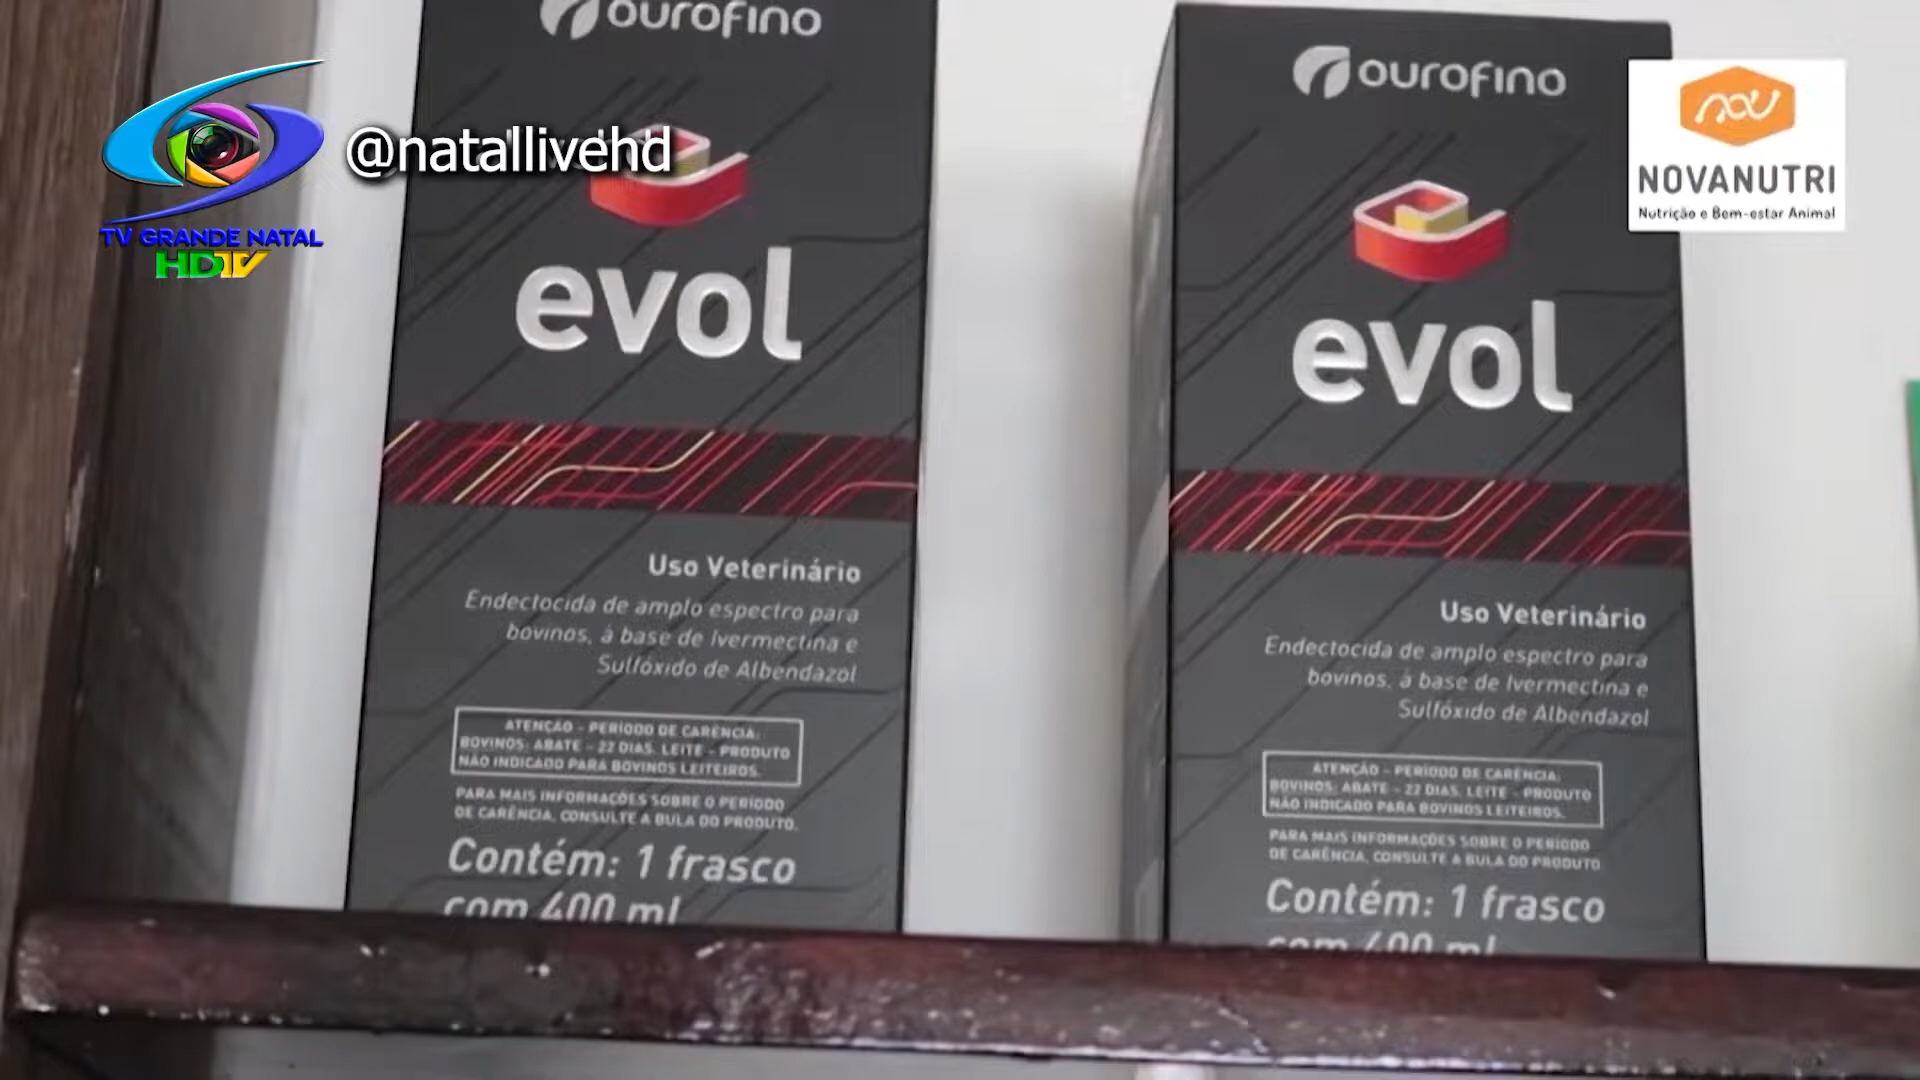 @natallivehd
TV GRANDE NATAL
HDTV
NOVANUTRI
Nutrição e Bem-estar Animal
ourofino
evol
Uso Veterinário
Endectocida de amplo espectro para
bovinos, à base de Ivermectina e
Sulfóxido de Albendazol
ATENÇÃO - PERÍODO DE CARÊNCIA:
BOVINOS: ABATE - 22 DIAS. LEITE - PRODUTO
NÃO INDICADO PARA BOVINOS LEITEIROS.
PARA MAIS INFORMAÇÕES SOBRE O PERÍODO
DE CARÊNCIA, CONSULTE A BULA DO PRODUTO.
Contém: 1 frasco
com 400 ml
ourofino
evol
Uso Veterinário
Endectocida de amplo espectro para
bovinos, à base de Ivermectina e
Sulfóxido de Albendazol
ATENÇÃO - PERÍODO DE CARÊNCIA:
BOVINOS: ABATE - 22 DIAS. LEITE - PRODUTO
NÃO INDICADO PARA BOVINOS LEITEIROS.
PARA MAIS INFORMAÇÕES SOBRE O PERÍODO
DE CARÊNCIA, CONSULTE A BULA DO PRODUTO.
Contém: 1 frasco
com 400 ml